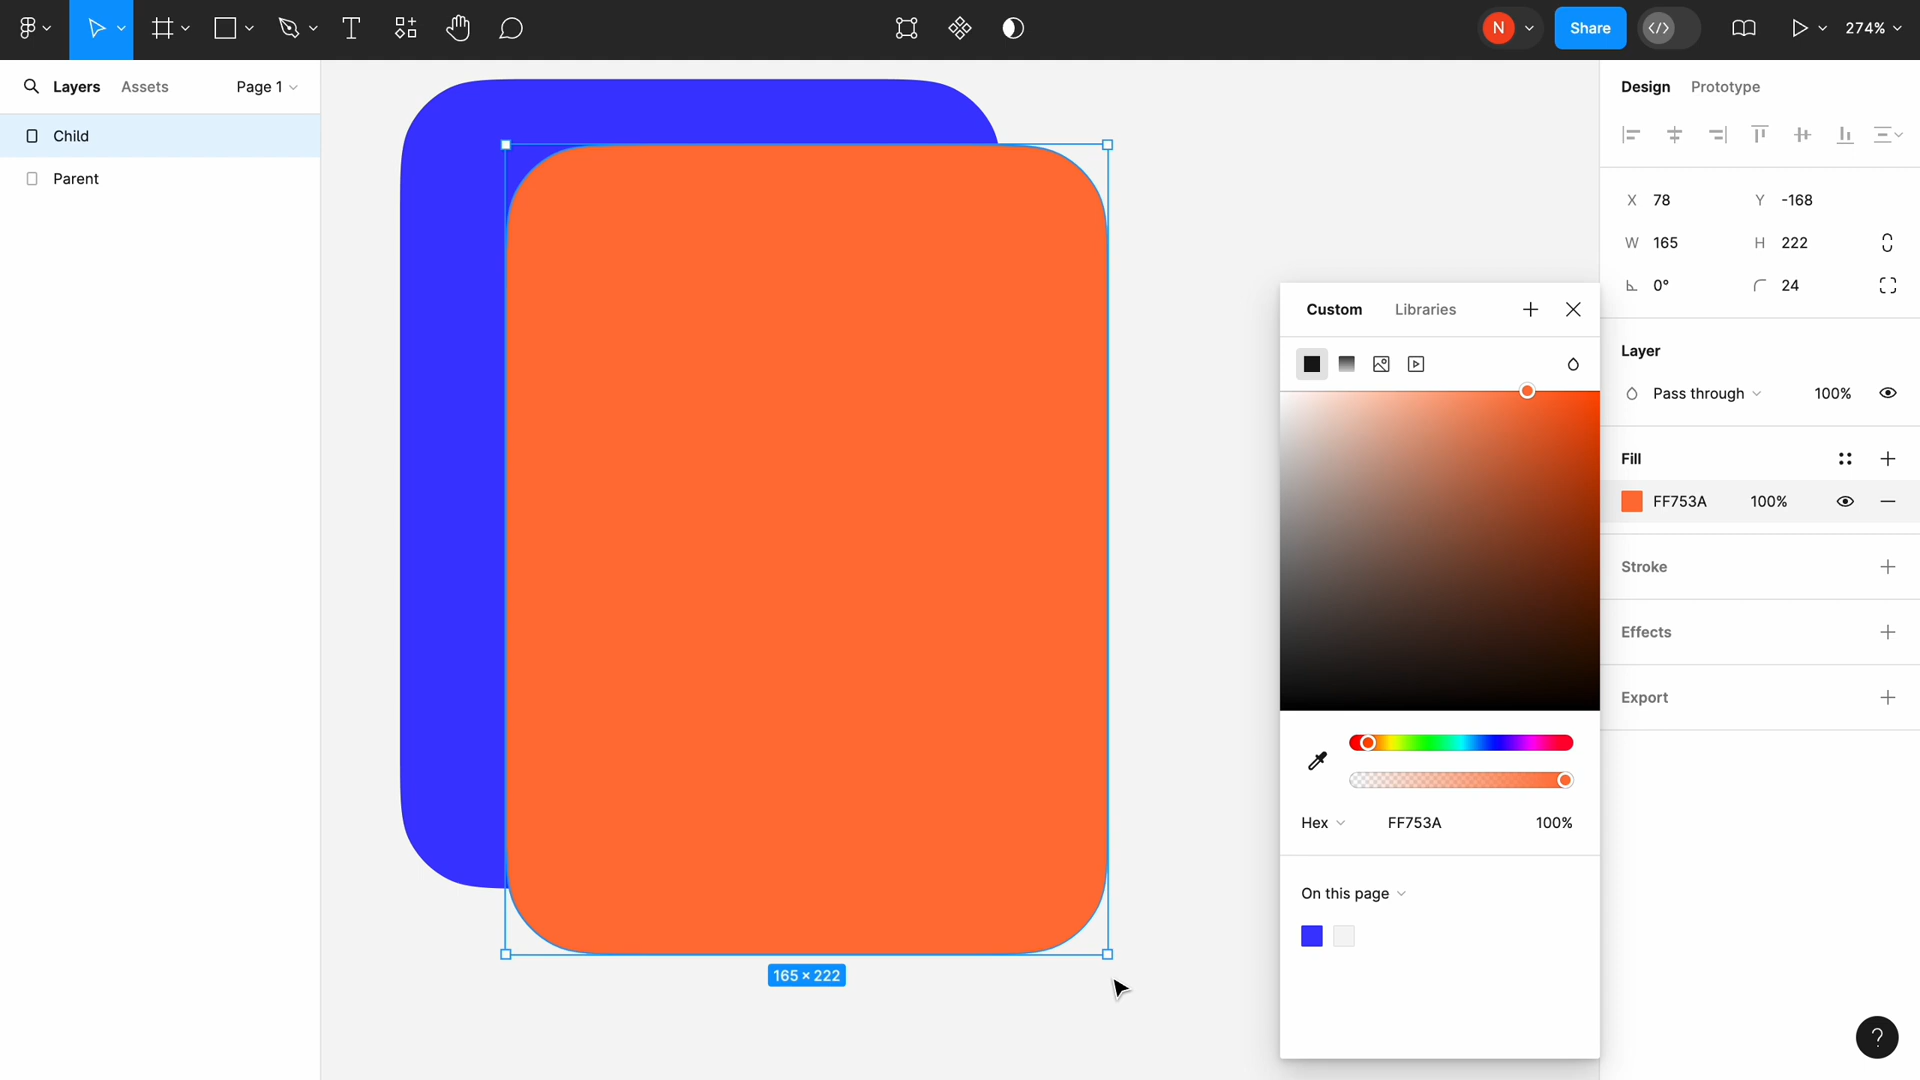 N
Share
274%
Layers
Assets
Page 1
Child
Parent
165 × 222
Custom
Libraries
Hex
FF753A
100%
On this page
Design
Prototype
X
78
Y
-168
W
165
H
222
0°
24
Layer
Pass through
100%
Fill
FF753A
100%
Stroke
Effects
Export
?